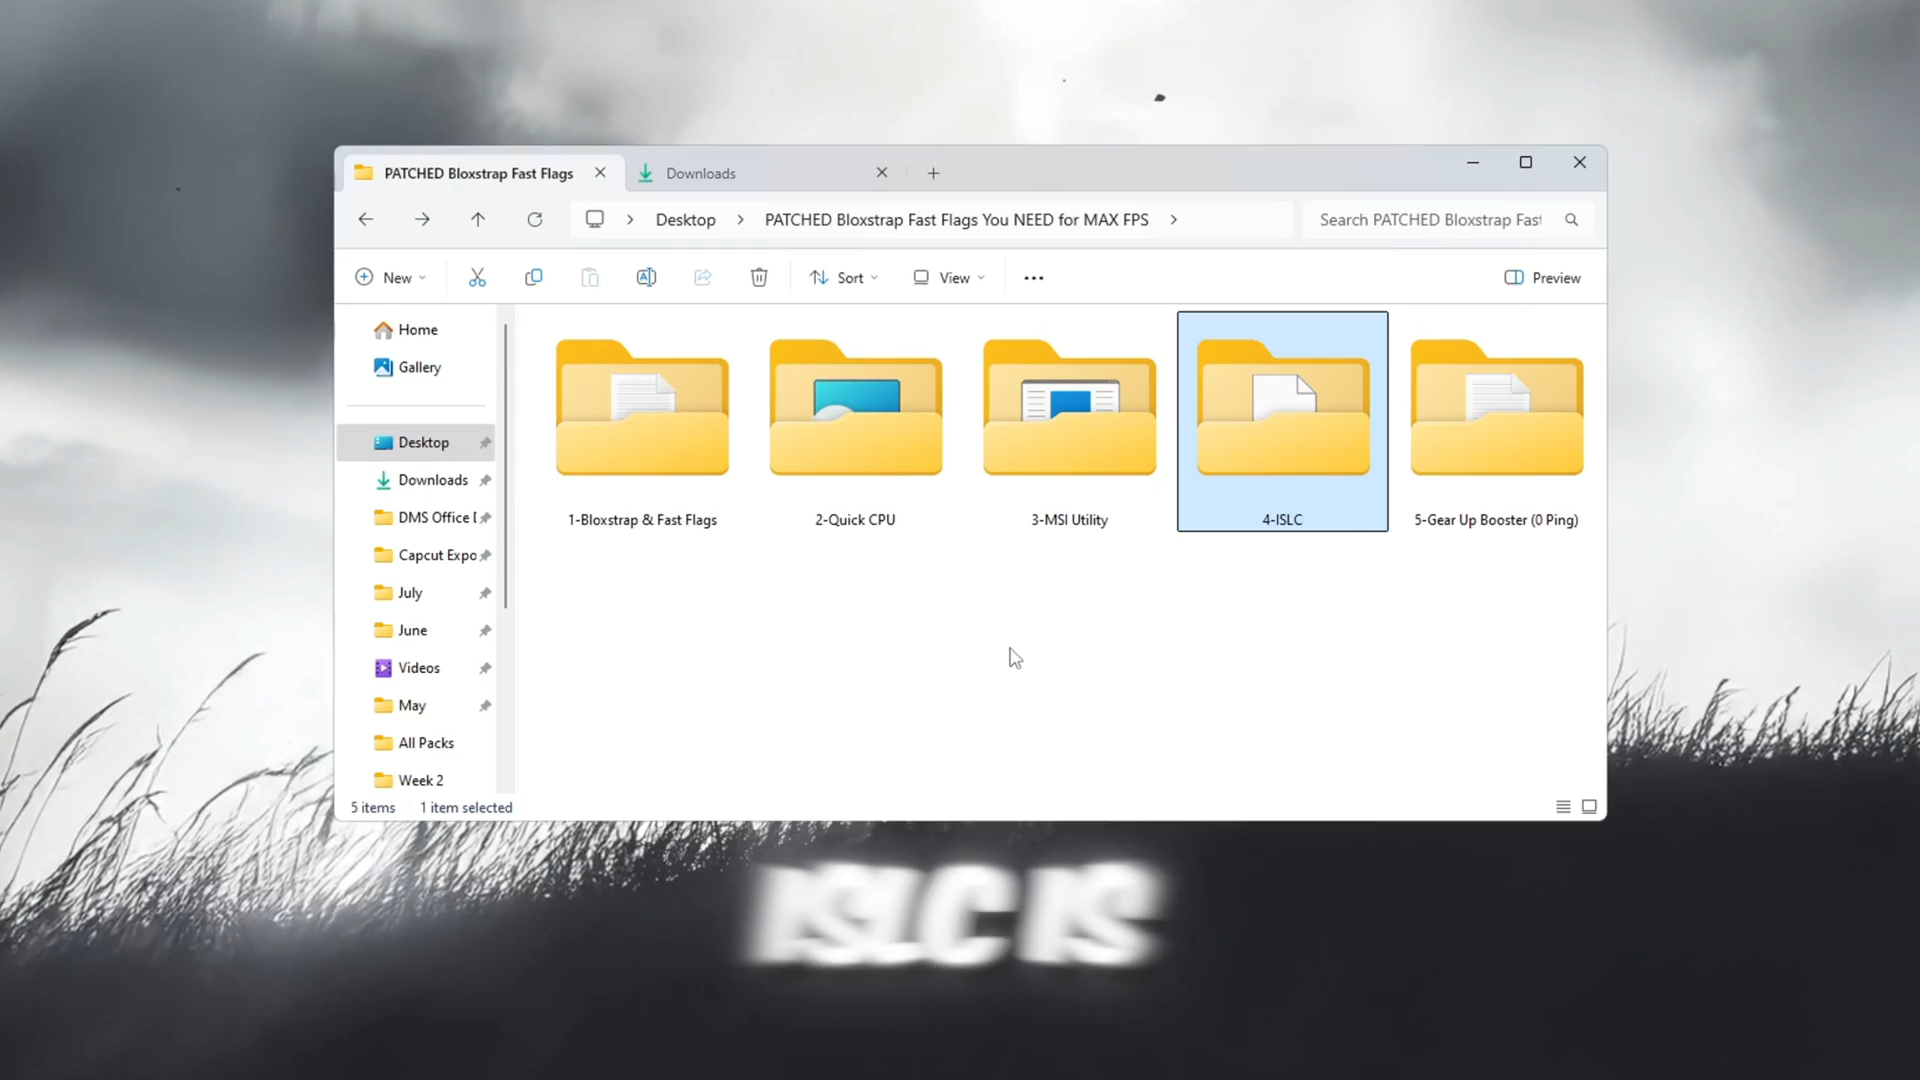 PATCHED Bloxstrap Fast Flags
Downloads
Desktop
PATCHED Bloxstrap Fast Flags You NEED for MAX FPS
Search PATCHED Bloxstrap Fast
New
Sort
View
Preview
Home
Gallery
Desktop
Downloads
DMS Office
Capcut Expo
July
June
Videos
May
All Packs
Week 2
1-Bloxstrap & Fast Flags
2-Quick CPU
3-MSI Utility
4-ISLC
5-Gear Up Booster (0 Ping)
5 items
1 item selected
ISLC IS